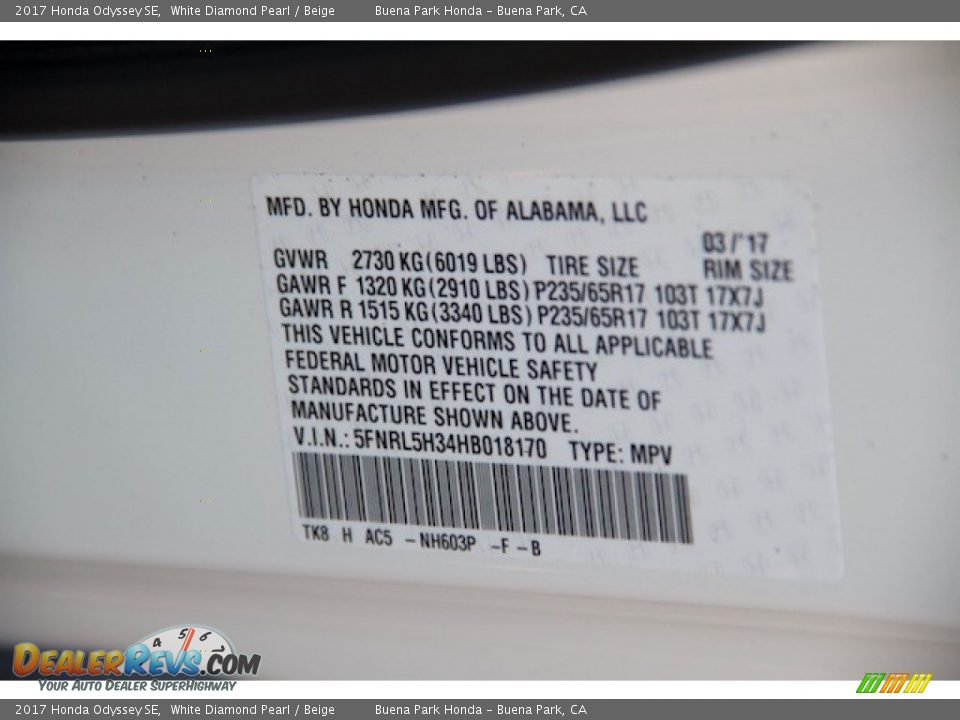 2017 Honda Odyssey SE, White Diamond Pearl / Beige Buena Park Honda - Buena Park, CA
MFD. BY HONDA MFG. OF ALABAMA, LLC
03/'17
GVWR 2730 KG(6019 LBS) TIRE SIZE RIM SIZE
GAWR F 1320 KG(2910 LBS) P235/65R17 103T 17X7J
GAWR R 1515 KG(3340 LBS) P235/65R17 103T 17X7J
THIS VEHICLE CONFORMS TO ALL APPLICABLE
FEDERAL MOTOR VEHICLE SAFETY
STANDARDS IN EFFECT ON THE DATE OF
MANUFACTURE SHOWN ABOVE.
V.I.N.: 5FNRL5H34HB018170 TYPE: MPV
TK8 H AC5 -NH603P -F -B
4 5 6 7
DEALERREVS.COM
YOUR AUTO DEALER SUPERHIGHWAY
2017 Honda Odyssey SE, White Diamond Pearl / Beige Buena Park Honda - Buena Park, CA